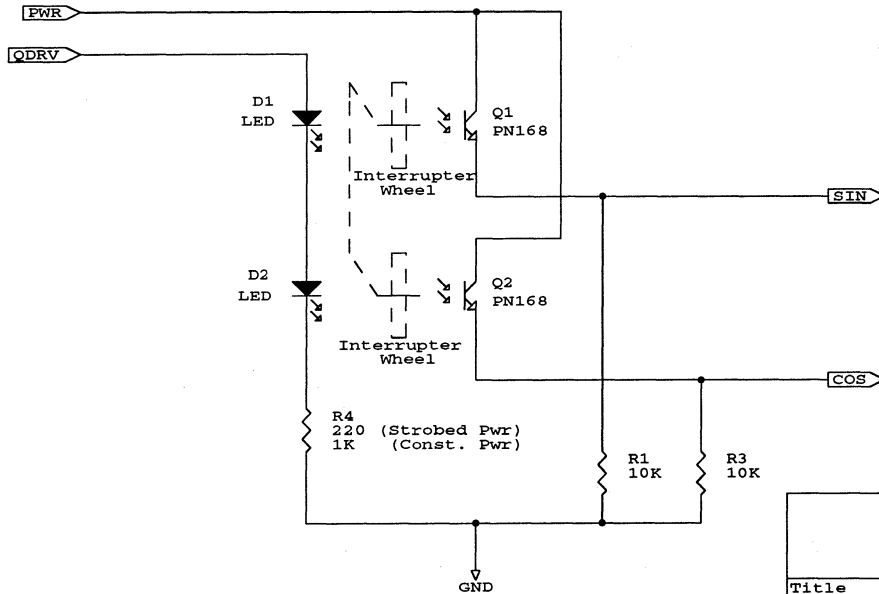 PWR
QDRV
D1
LED
Q1
PN168
Interrupter
Wheel
SIN
D2
LED
Q2
PN168
Interrupter
Wheel
COS
R4
220 (Strobed Pwr)
1K (Const. Pwr)
R1
10K
R3
10K
GND
Title